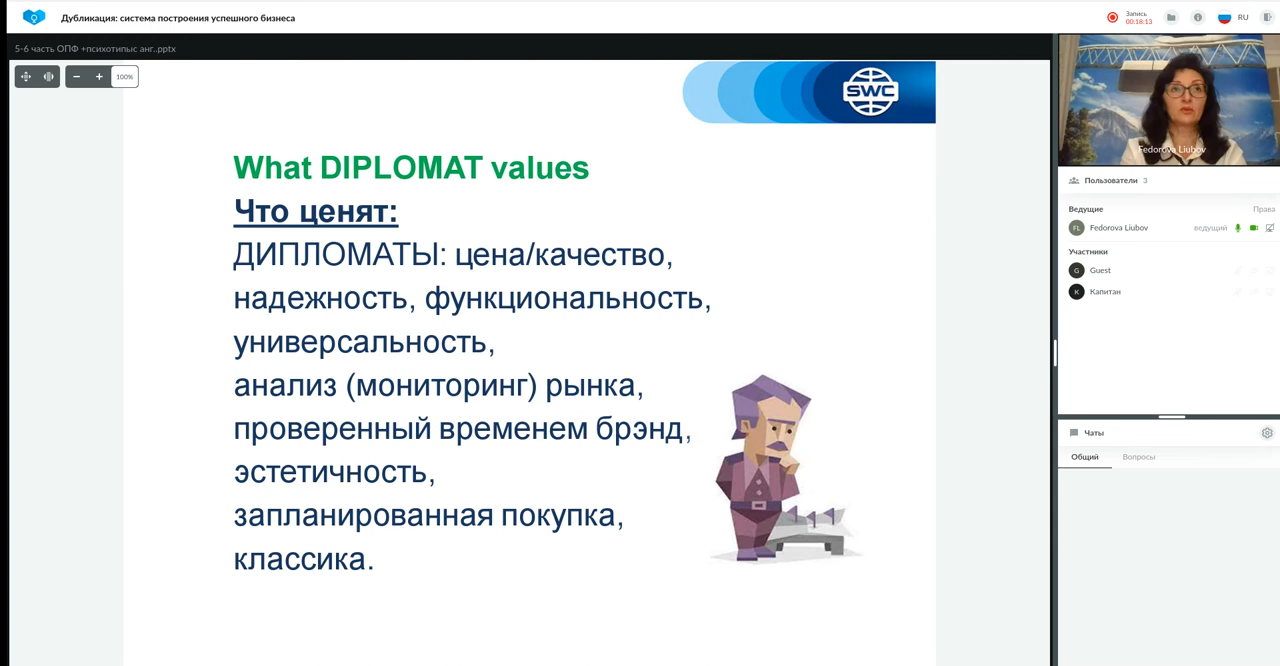 Дубликация: система построения успешного бизнеса
Запись
00:18:13
RU
5-6 часть ОПФ +психотипыс анг..pptx
100%
SWC
What DIPLOMAT values
Что ценят:
ДИПЛОМАТЫ: цена/качество,
надежность, функциональность,
универсальность,
анализ (мониторинг) рынка,
проверенный временем брэнд,
эстетичность,
запланированная покупка,
классика.
Fedorova Liubov
Пользователи 3
Ведущие Права
FL Fedorova Liubov ведущий
Участники
G Guest
К Капитан
Чаты
Общий Вопросы